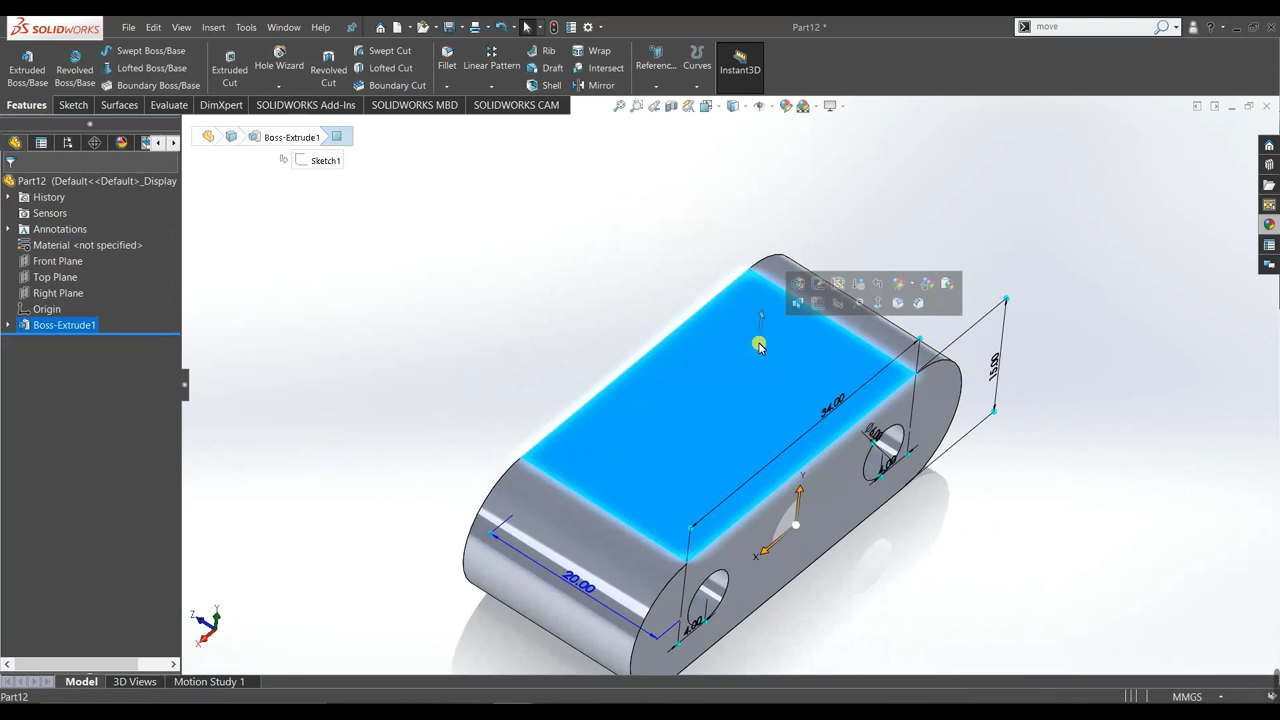 SOLIDWORKS File Edit View Insert Tools Window Help Part12 * move
Extruded Boss/Base
Revolved Boss/Base
Swept Boss/Base
Lofted Boss/Base
Boundary Boss/Base
Extruded Cut
Hole Wizard
Revolved Cut
Swept Cut
Lofted Cut
Boundary Cut
Fillet
Linear Pattern
Rib
Draft
Shell
Wrap
Intersect
Mirror
Referenc...
Curves
Instant3D
Features Sketch Surfaces Evaluate DimXpert SOLIDWORKS Add-Ins SOLIDWORKS MBD SOLIDWORKS CAM
Boss-Extrude1
Sketch1
Part12 (Default<<Default>_Display
History
Sensors
Annotations
Material <not specified>
Front Plane
Top Plane
Right Plane
Origin
Boss-Extrude1
15.00
34.00
20.00
4.00
Y
X
Y
Z
X
Model 3D Views Motion Study 1
Part12 MMGS